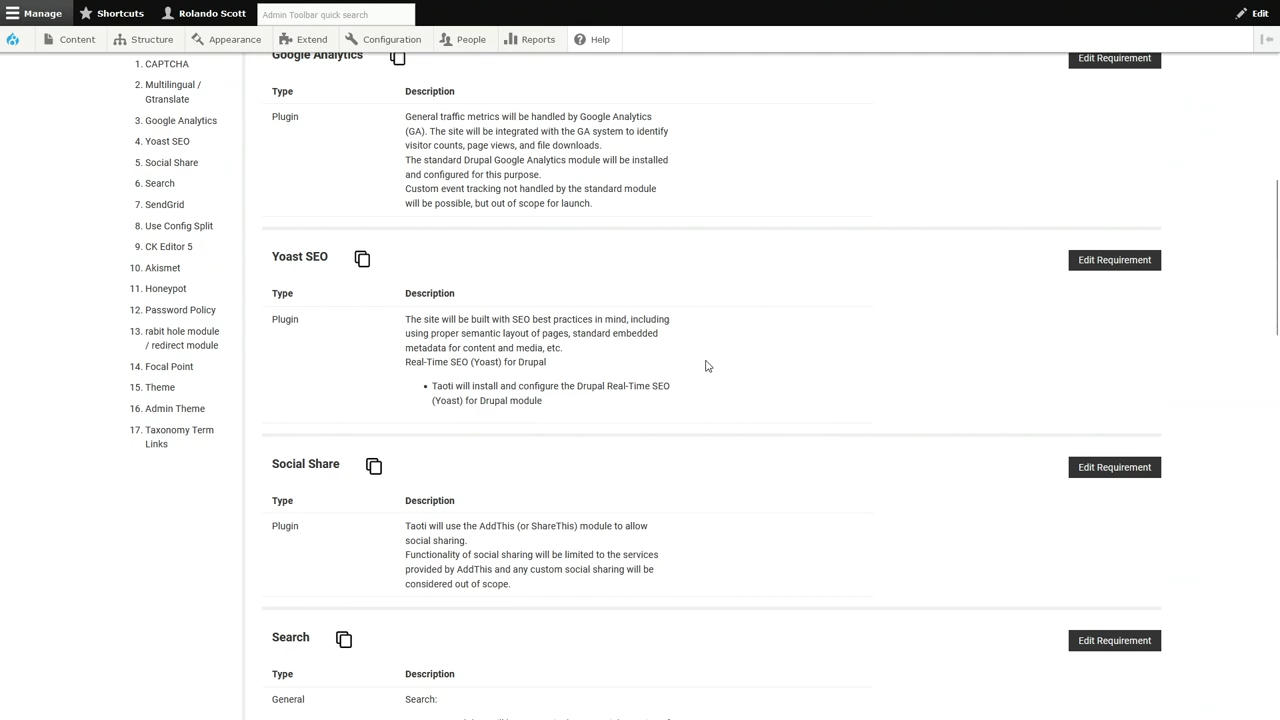 Manage
Shortcuts
Rolando Scott
Admin Toolbar quick search
Edit
Content
Structure
Appearance
Extend
Configuration
People
Reports
Help
1. CAPTCHA
2. Multilingual /
Gtranslate
3. Google Analytics
4. Yoast SEO
5. Social Share
6. Search
7. SendGrid
8. Use Config Split
9. CK Editor 5
10. Akismet
11. Honeypot
12. Password Policy
13. rabit hole module
/ redirect module
14. Focal Point
15. Theme
16. Admin Theme
17. Taxonomy Term
Links
Google Analytics
Edit Requirement
Type
Description
Plugin
General traffic metrics will be handled by Google Analytics
(GA). The site will be integrated with the GA system to identify
visitor counts, page views, and file downloads.
The standard Drupal Google Analytics module will be installed
and configured for this purpose.
Custom event tracking not handled by the standard module
will be possible, but out of scope for launch.
Yoast SEO
Edit Requirement
Type
Description
Plugin
The site will be built with SEO best practices in mind, including
using proper semantic layout of pages, standard embedded
metadata for content and media, etc.
Real-Time SEO (Yoast) for Drupal
• Taoti will install and configure the Drupal Real-Time SEO
(Yoast) for Drupal module
Social Share
Edit Requirement
Type
Description
Plugin
Taoti will use the AddThis (or ShareThis) module to allow
social sharing.
Functionality of social sharing will be limited to the services
provided by AddThis and any custom social sharing will be
considered out of scope.
Search
Edit Requirement
Type
Description
General
Search: